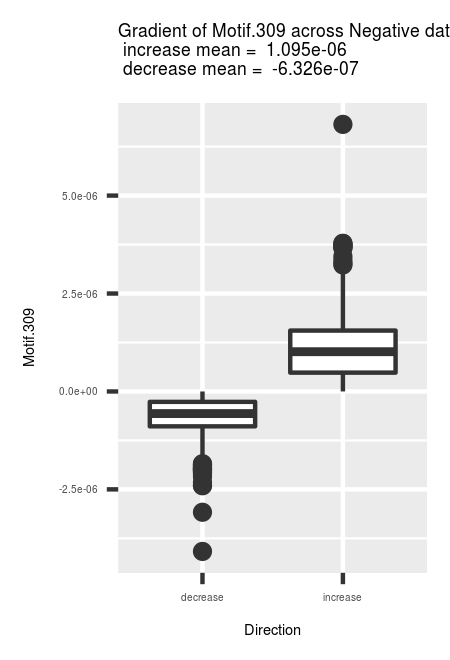 Gradient of Motif.309 across Negative dat
increase mean =  1.095e-06
decrease mean =  -6.326e-07
5.0e-06
2.5e-06
0.0e+00
-2.5e-06
Motif.309
decrease
increase
Direction